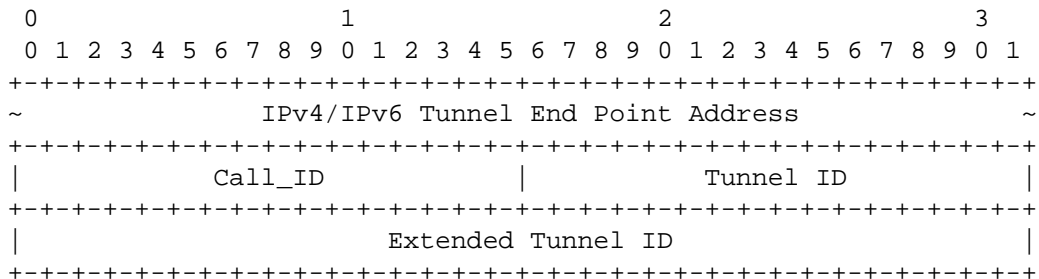 0                   1                   2                   3
 0 1 2 3 4 5 6 7 8 9 0 1 2 3 4 5 6 7 8 9 0 1 2 3 4 5 6 7 8 9 0 1
+-+-+-+-+-+-+-+-+-+-+-+-+-+-+-+-+-+-+-+-+-+-+-+-+-+-+-+-+-+-+-+-+
~               IPv4/IPv6 Tunnel End Point Address              ~
+-+-+-+-+-+-+-+-+-+-+-+-+-+-+-+-+-+-+-+-+-+-+-+-+-+-+-+-+-+-+-+-+
|            Call_ID            |           Tunnel ID           |
+-+-+-+-+-+-+-+-+-+-+-+-+-+-+-+-+-+-+-+-+-+-+-+-+-+-+-+-+-+-+-+-+
|                       Extended Tunnel ID                      |
+-+-+-+-+-+-+-+-+-+-+-+-+-+-+-+-+-+-+-+-+-+-+-+-+-+-+-+-+-+-+-+-+